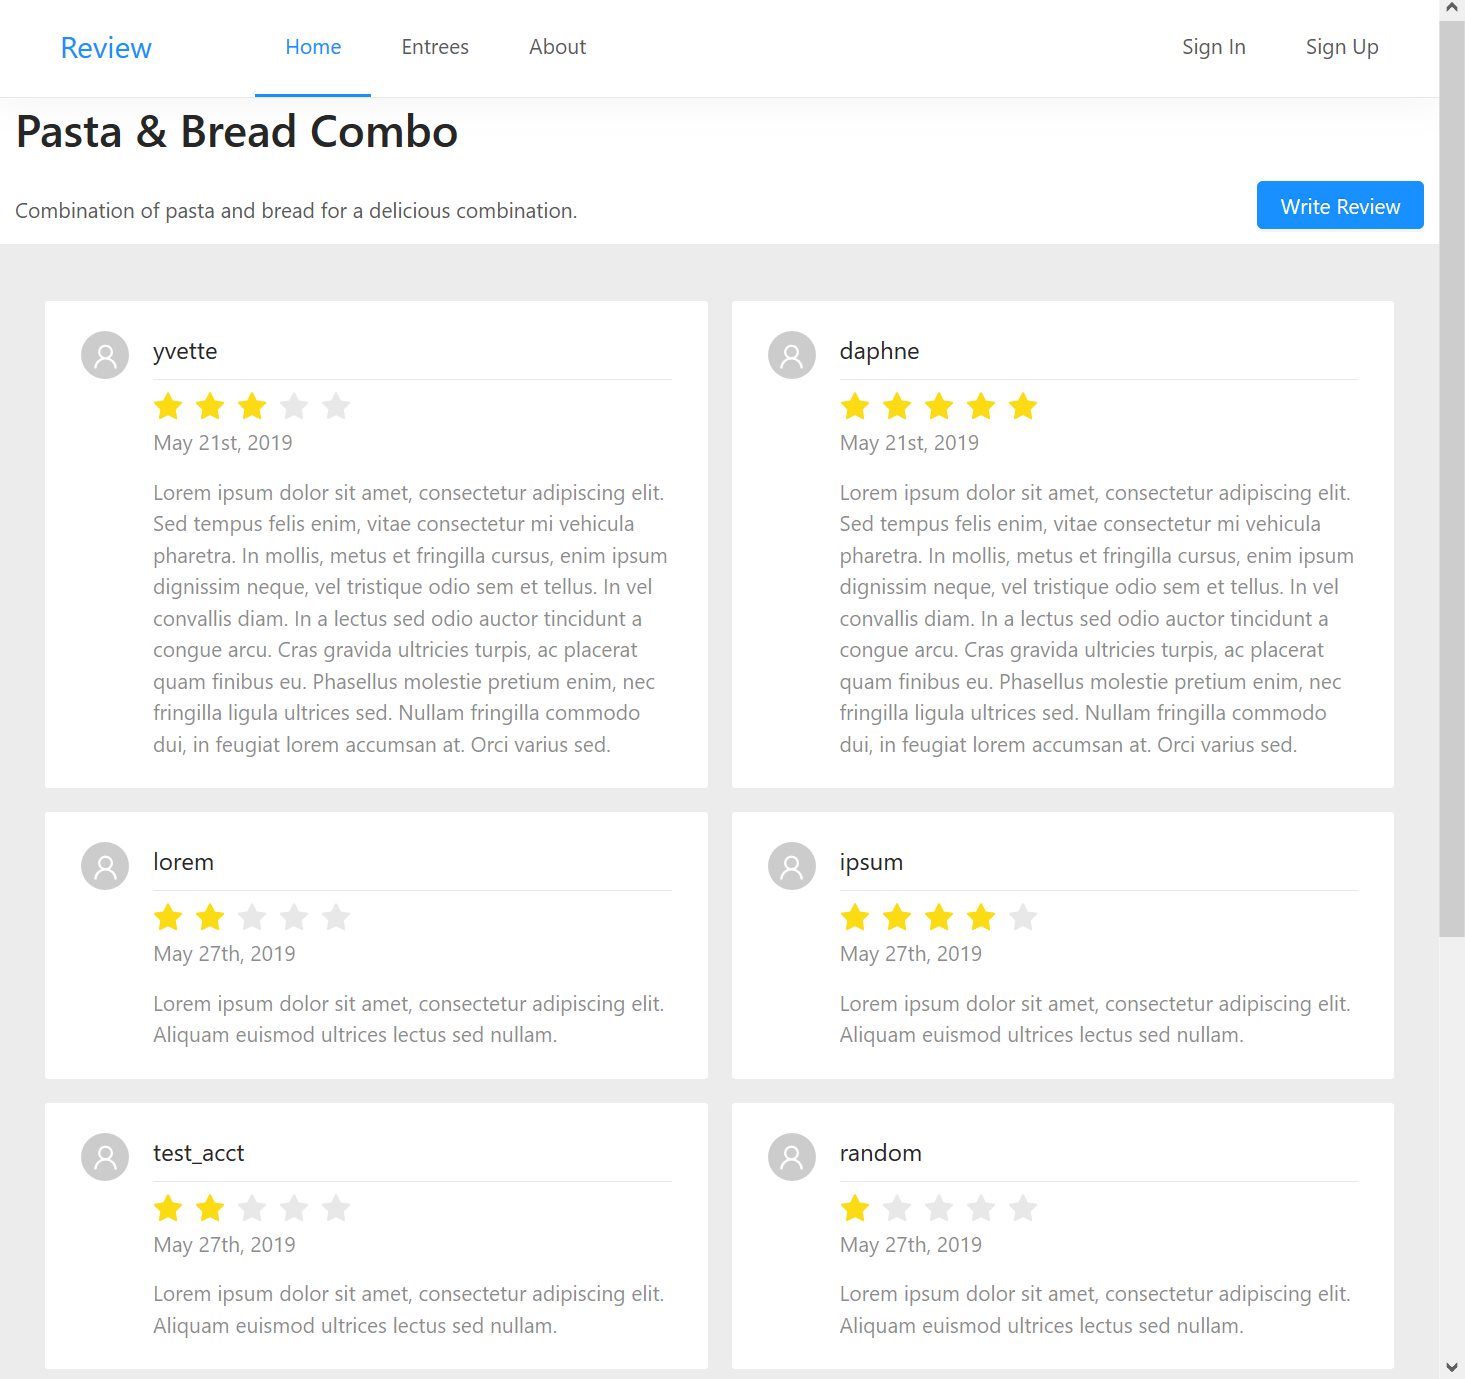 Review Home Entrees About Sign In Sign Up
Pasta & Bread Combo
Combination of pasta and bread for a delicious combination.
Write Review
yvette
May 21st, 2019
Lorem ipsum dolor sit amet, consectetur adipiscing elit.
Sed tempus felis enim, vitae consectetur mi vehicula
pharetra. In mollis, metus et fringilla cursus, enim ipsum
dignissim neque, vel tristique odio sem et tellus. In vel
convallis diam. In a lectus sed odio auctor tincidunt a
congue arcu. Cras gravida ultricies turpis, ac placerat
quam finibus eu. Phasellus molestie pretium enim, nec
fringilla ligula ultrices sed. Nullam fringilla commodo
dui, in feugiat lorem accumsan at. Orci varius sed.
daphne
May 21st, 2019
Lorem ipsum dolor sit amet, consectetur adipiscing elit.
Sed tempus felis enim, vitae consectetur mi vehicula
pharetra. In mollis, metus et fringilla cursus, enim ipsum
dignissim neque, vel tristique odio sem et tellus. In vel
convallis diam. In a lectus sed odio auctor tincidunt a
congue arcu. Cras gravida ultricies turpis, ac placerat
quam finibus eu. Phasellus molestie pretium enim, nec
fringilla ligula ultrices sed. Nullam fringilla commodo
dui, in feugiat lorem accumsan at. Orci varius sed.
lorem
May 27th, 2019
Lorem ipsum dolor sit amet, consectetur adipiscing elit.
Aliquam euismod ultrices lectus sed nullam.
ipsum
May 27th, 2019
Lorem ipsum dolor sit amet, consectetur adipiscing elit.
Aliquam euismod ultrices lectus sed nullam.
test_acct
May 27th, 2019
Lorem ipsum dolor sit amet, consectetur adipiscing elit.
Aliquam euismod ultrices lectus sed nullam.
random
May 27th, 2019
Lorem ipsum dolor sit amet, consectetur adipiscing elit.
Aliquam euismod ultrices lectus sed nullam.